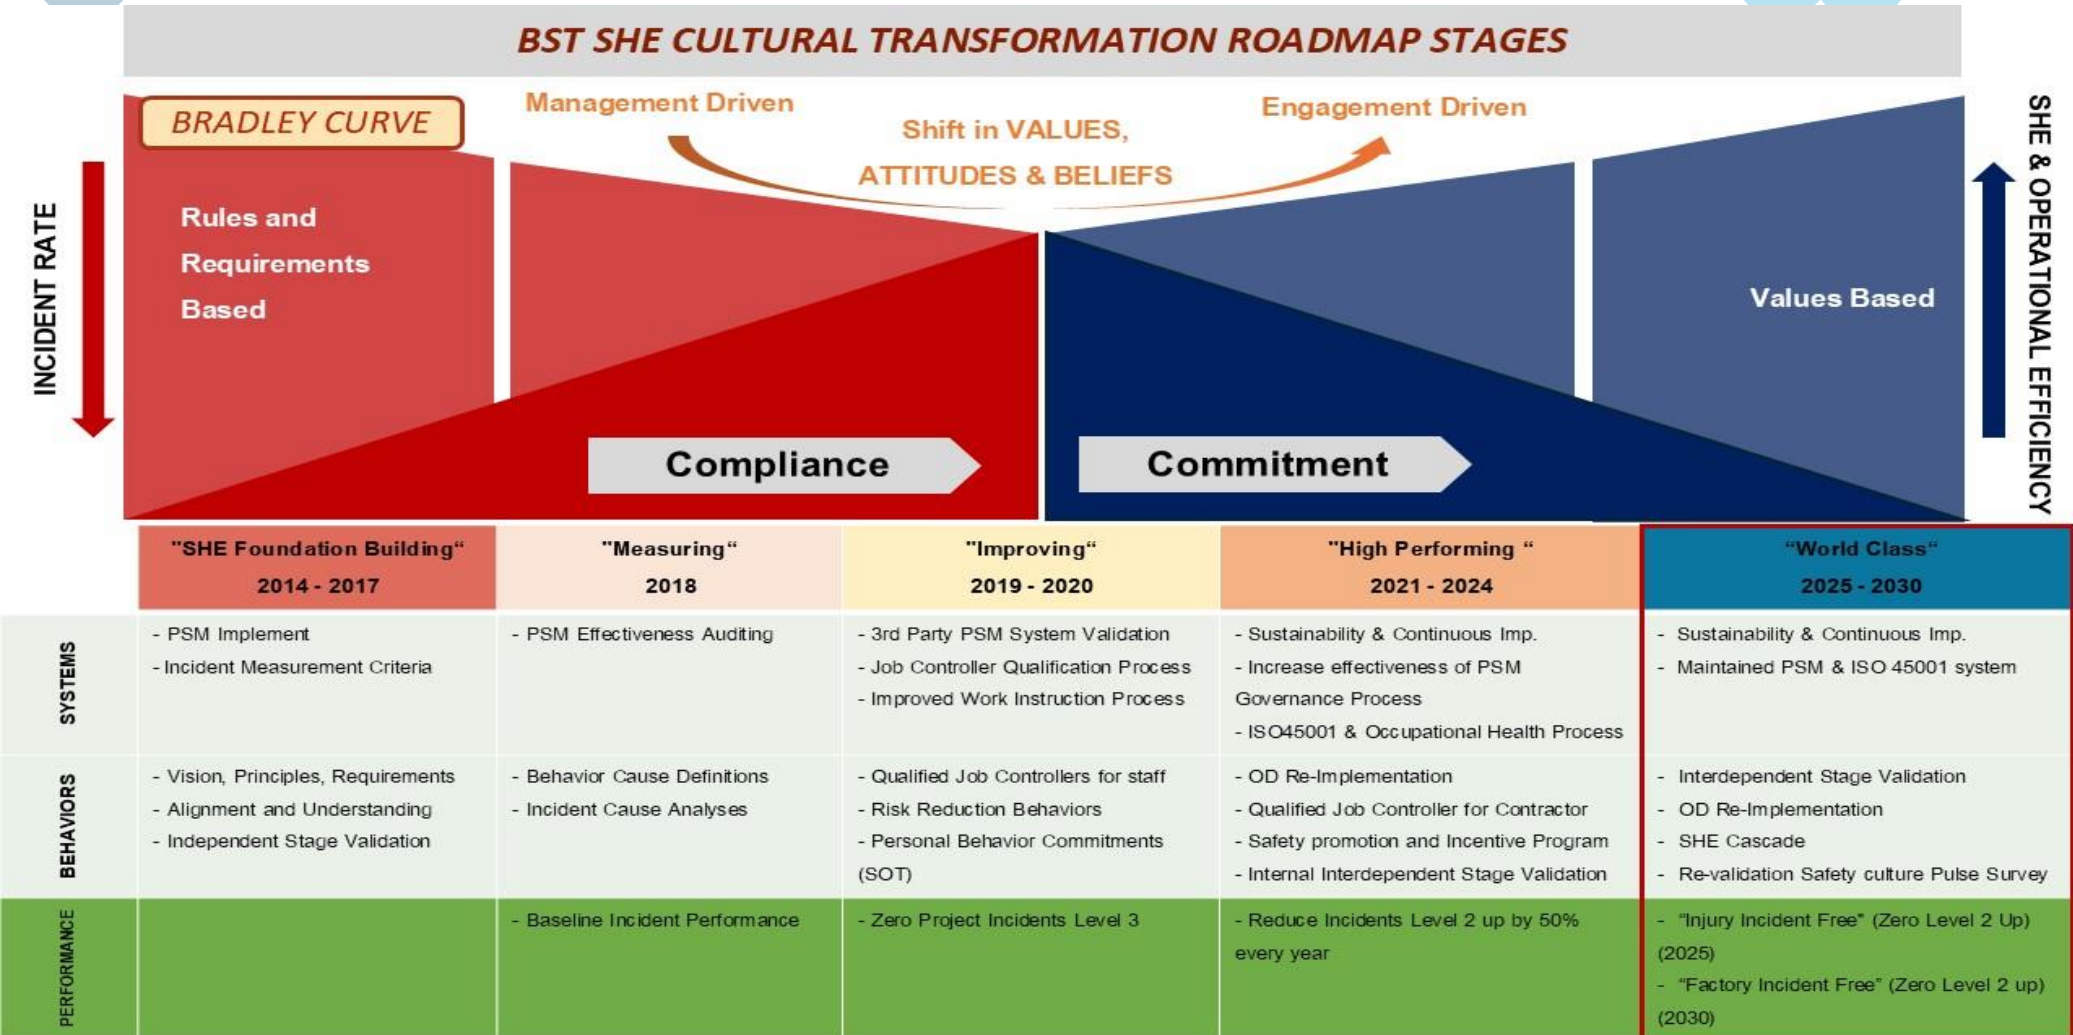 BST SHE CULTURAL TRANSFORMATION ROADMAP STAGES
BRADLEY CURVE
Management Driven
Shift in VALUES,
ATTITUDES & BELIEFS
Engagement Driven
INCIDENT RATE
SHE & OPERATIONAL EFFICIENCY
Rules and
Requirements
Based
Values Based
Compliance
Commitment
"SHE Foundation Building“
2014 - 2017
"Measuring“
2018
"Improving“
2019 - 2020
"High Performing “
2021 - 2024
“World Class“
2025 - 2030
SYSTEMS
- PSM Implement
- Incident Measurement Criteria
- PSM Effectiveness Auditing
- 3rd Party PSM System Validation
- Job Controller Qualification Process
- Improved Work Instruction Process
- Sustainability & Continuous Imp.
- Increase effectiveness of PSM
Governance Process
- ISO45001 & Occupational Health Process
- Sustainability & Continuous Imp.
- Maintained PSM & ISO 45001 system
BEHAVIORS
- Vision, Principles, Requirements
- Alignment and Understanding
- Independent Stage Validation
- Behavior Cause Definitions
- Incident Cause Analyses
- Qualified Job Controllers for staff
- Risk Reduction Behaviors
- Personal Behavior Commitments
(SOT)
- OD Re-Implementation
- Qualified Job Controller for Contractor
- Safety promotion and Incentive Program
- Internal Interdependent Stage Validation
- Interdependent Stage Validation
- OD Re-Implementation
- SHE Cascade
- Re-validation Safety culture Pulse Survey
PERFORMANCE
- Baseline Incident Performance
- Zero Project Incidents Level 3
- Reduce Incidents Level 2 up by 50%
every year
- “Injury Incident Free" (Zero Level 2 Up)
(2025)
- “Factory Incident Free” (Zero Level 2 up)
(2030)